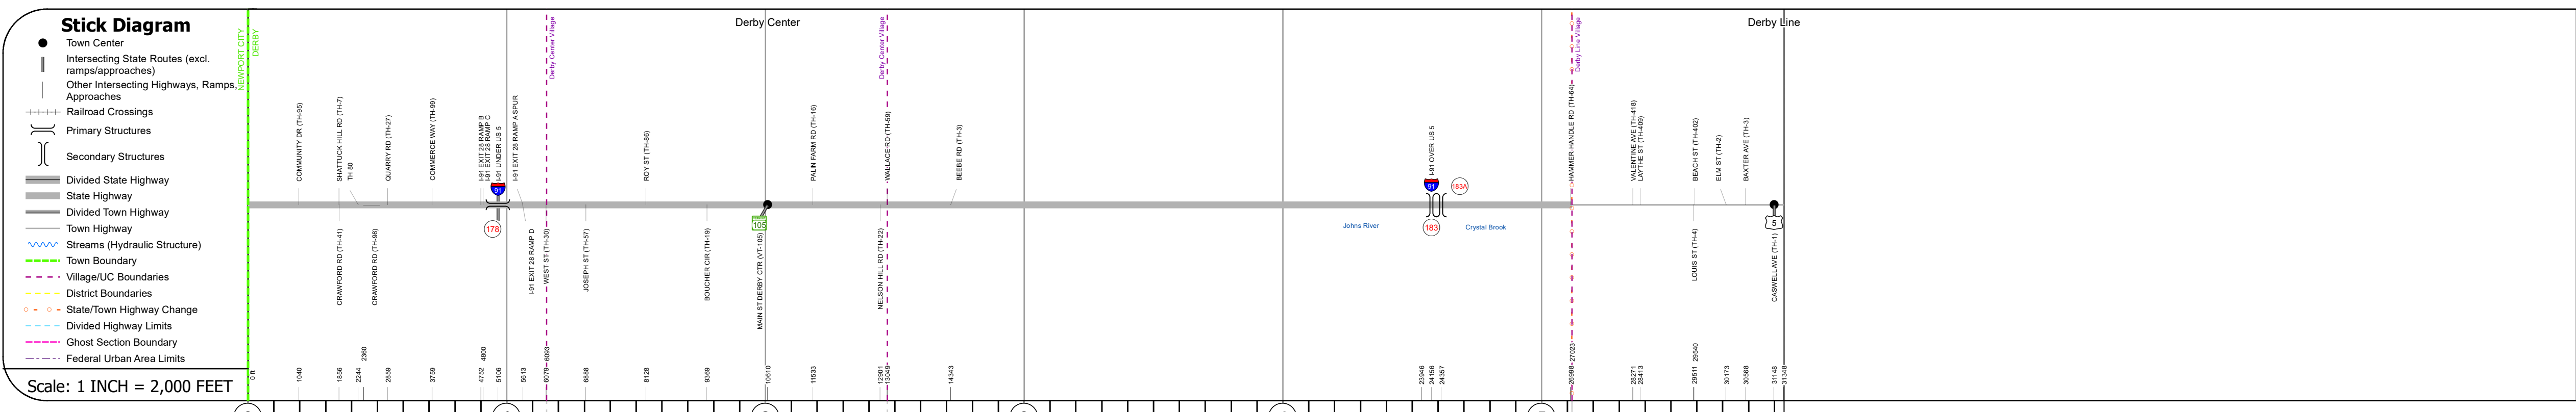 Stick Diagram
Town Center
Intersecting State Routes (excl.
ramps/approaches)
Other Intersecting Highways, Ramps,
Approaches
Railroad Crossings
Primary Structures
Secondary Structures
Divided State Highway
State Highway
Divided Town Highway
Town Highway
Streams (Hydraulic Structure)
Town Boundary
Village/UC Boundaries
District Boundaries
State/Town Highway Change
Divided Highway Limits
Ghost Section Boundary
Federal Urban Area Limits
Scale: 1 INCH = 2,000 FEET
NEWPORT CITY
DERBY
Derby Center
Derby Line
Derby Center Village
Derby Center Village
Derby Line Village
COMMUNITY DR (TH-95)
SHATTUCK HILL RD (TH-7)
TH 80
QUARRY RD (TH-27)
COMMERCE WAY (TH-99)
I-91 EXIT 28 RAMP B
I-91 EXIT 28 RAMP C
I-91 UNDER US 5
I-91 EXIT 28 RAMP A SPUR
ROY ST (TH-86)
PALIN FARM RD (TH-16)
WALLACE RD (TH-59)
BEEBE RD (TH-3)
I-91 OVER US 5
HAMMER HANDLE RD (TH-64)
VALENTINE AVE (TH-418)
LAYTHE ST (TH-409)
BEACH ST (TH-402)
ELM ST (TH-2)
BAXTER AVE (TH-3)
91
178
105
91
183A
183
5
Johns River
Crystal Brook
CRAWFORD RD (TH-41)
CRAWFORD RD (TH-98)
I-91 EXIT 28 RAMP D
WEST ST (TH-30)
JOSEPH ST (TH-57)
BOUCHER CIR (TH-19)
MAIN ST DERBY CTR (VT-105)
NELSON HILL RD (TH-22)
LOUIS ST (TH-4)
CASWELL AVE (TH-1)
0 ft
1040
1856
2244
2360
2859
3759
4752
4800
5106
5613
6079
6093
6888
8128
9369
10610
11533
12901
13049
14343
23946
24156
24357
26998
27023
28271
28413
29511
29540
30173
30568
31148
31348